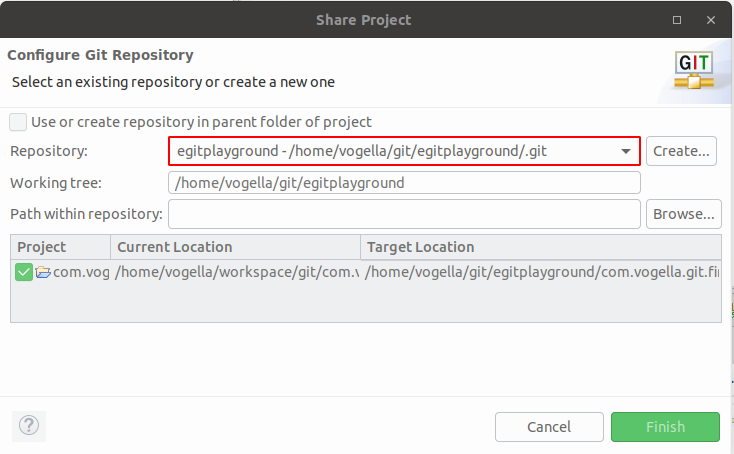 Share Project
Configure Git Repository
Select an existing repository or create a new one
GIT
Use or create repository in parent folder of project
Repository: egitplayground - /home/vogella/git/egitplayground/.git Create...
Working tree: /home/vogella/git/egitplayground
Path within repository: Browse...
Project Current Location Target Location
com.vog /home/vogella/workspace/git/com.v /home/vogella/git/egitplayground/com.vogella.git.fir
? Cancel Finish